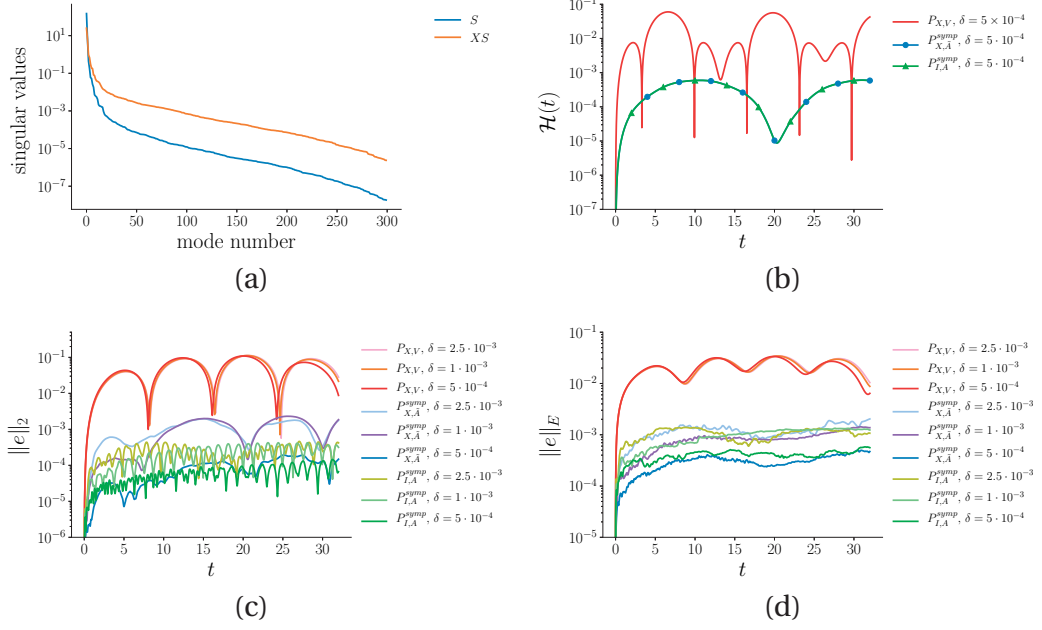 singular values
10^1
10^{-1}
10^{-3}
10^{-5}
10^{-7}
0 50 100 150 200 250 300
mode number
S
XS
(a)
\mathcal{H}(t)
10^{-1}
10^{-2}
10^{-3}
10^{-4}
10^{-5}
10^{-6}
10^{-7}
0 5 10 15 20 25 30
t
P_{X,V}, δ = 5 × 10^{-4}
P^{symp}_{X,Ã}, δ = 5 · 10^{-4}
P^{symp}_{I,A}, δ = 5 · 10^{-4}
(b)
||e||_2
10^{-1}
10^{-2}
10^{-3}
10^{-4}
10^{-5}
10^{-6}
0 5 10 15 20 25 30
t
P_{X,V}, δ = 2.5 · 10^{-3}
P_{X,V}, δ = 1 · 10^{-3}
P_{X,V}, δ = 5 · 10^{-4}
P^{symp}_{X,Ã}, δ = 2.5 · 10^{-3}
P^{symp}_{X,Ã}, δ = 1 · 10^{-3}
P^{symp}_{X,Ã}, δ = 5 · 10^{-4}
P^{symp}_{I,A}, δ = 2.5 · 10^{-3}
P^{symp}_{I,A}, δ = 1 · 10^{-3}
P^{symp}_{I,A}, δ = 5 · 10^{-4}
(c)
||e||_E
10^{-1}
10^{-2}
10^{-3}
10^{-4}
10^{-5}
0 5 10 15 20 25 30
t
P_{X,V}, δ = 2.5 · 10^{-3}
P_{X,V}, δ = 1 · 10^{-3}
P_{X,V}, δ = 5 · 10^{-4}
P^{symp}_{X,Ã}, δ = 2.5 · 10^{-3}
P^{symp}_{X,Ã}, δ = 1 · 10^{-3}
P^{symp}_{X,Ã}, δ = 5 · 10^{-4}
P^{symp}_{I,A}, δ = 2.5 · 10^{-3}
P^{symp}_{I,A}, δ = 1 · 10^{-3}
P^{symp}_{I,A}, δ = 5 · 10^{-4}
(d)